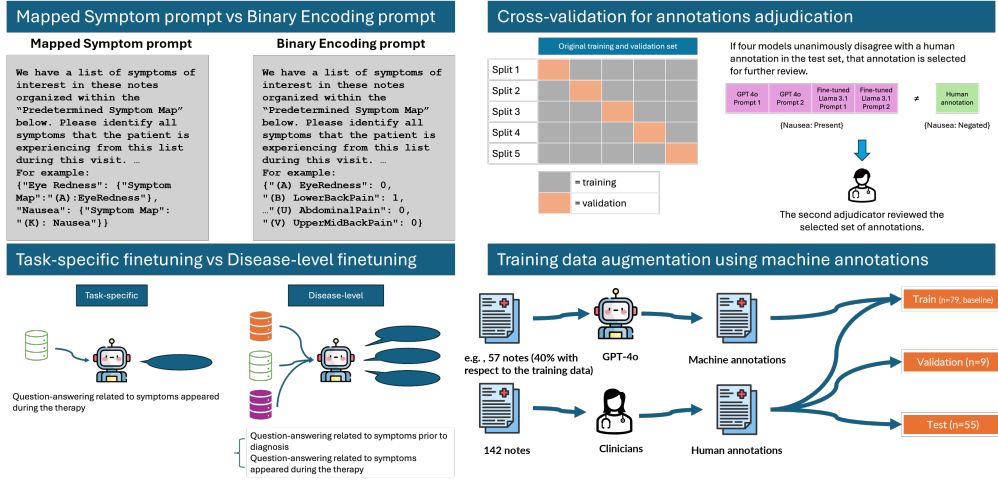 Mapped Symptom prompt vs Binary Encoding prompt
Mapped Symptom prompt
We have a list of symptoms of
interest in these notes
organized within the
“Predetermined Symptom Map”
below. Please identify all
symptoms that the patient is
experiencing from this list
during this visit. …
For example:
{"Eye Redness": {"Symptom
Map":"(A):EyeRedness"},
"Nausea": {"Symptom Map":
"(K): Nausea"}}
Binary Encoding prompt
We have a list of symptoms of
interest in these notes
organized within the
“Predetermined Symptom Map”
below. Please identify all
symptoms that the patient is
experiencing from this list
during this visit. …
For example:
{"(A) EyeRedness": 0,
"(B) LowerBackPain": 1,
…"(U) AbdominalPain": 0,
"(V) UpperMidBackPain": 0}
Cross-validation for annotations adjudication
Original training and validation set
Split 1
Split 2
Split 3
Split 4
Split 5
= training
= validation
If four models unanimously disagree with a human
annotation in the test set, that annotation is selected
for further review.
GPT 4o
Prompt 1
GPT 4o
Prompt 2
Fine-tuned
Llama 3.1
Prompt 1
Fine-tuned
Llama 3.1
Prompt 2
≠
Human
annotation
{Nausea: Present}
{Nausea: Negated}
The second adjudicator reviewed the
selected set of annotations.
Task-specific finetuning vs Disease-level finetuning
Task-specific
Question-answering related to symptoms appeared
during the therapy
Disease-level
Question-answering related to symptoms prior to
diagnosis
Question-answering related to symptoms
appeared during the therapy
Training data augmentation using machine annotations
e.g. , 57 notes (40% with
respect to the training data)
GPT-4o
Machine annotations
142 notes
Clinicians
Human annotations
Train (n=79, baseline)
Validation (n=9)
Test (n=55)